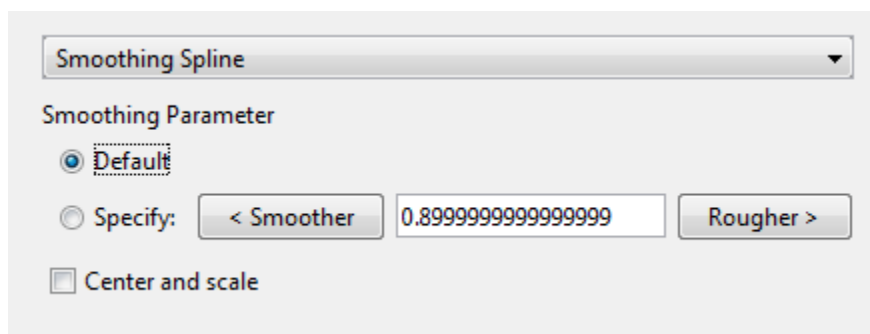 Smoothing Spline
Smoothing Parameter
Default
Specify: < Smoother 0.8999999999999999 Rougher >
Center and scale